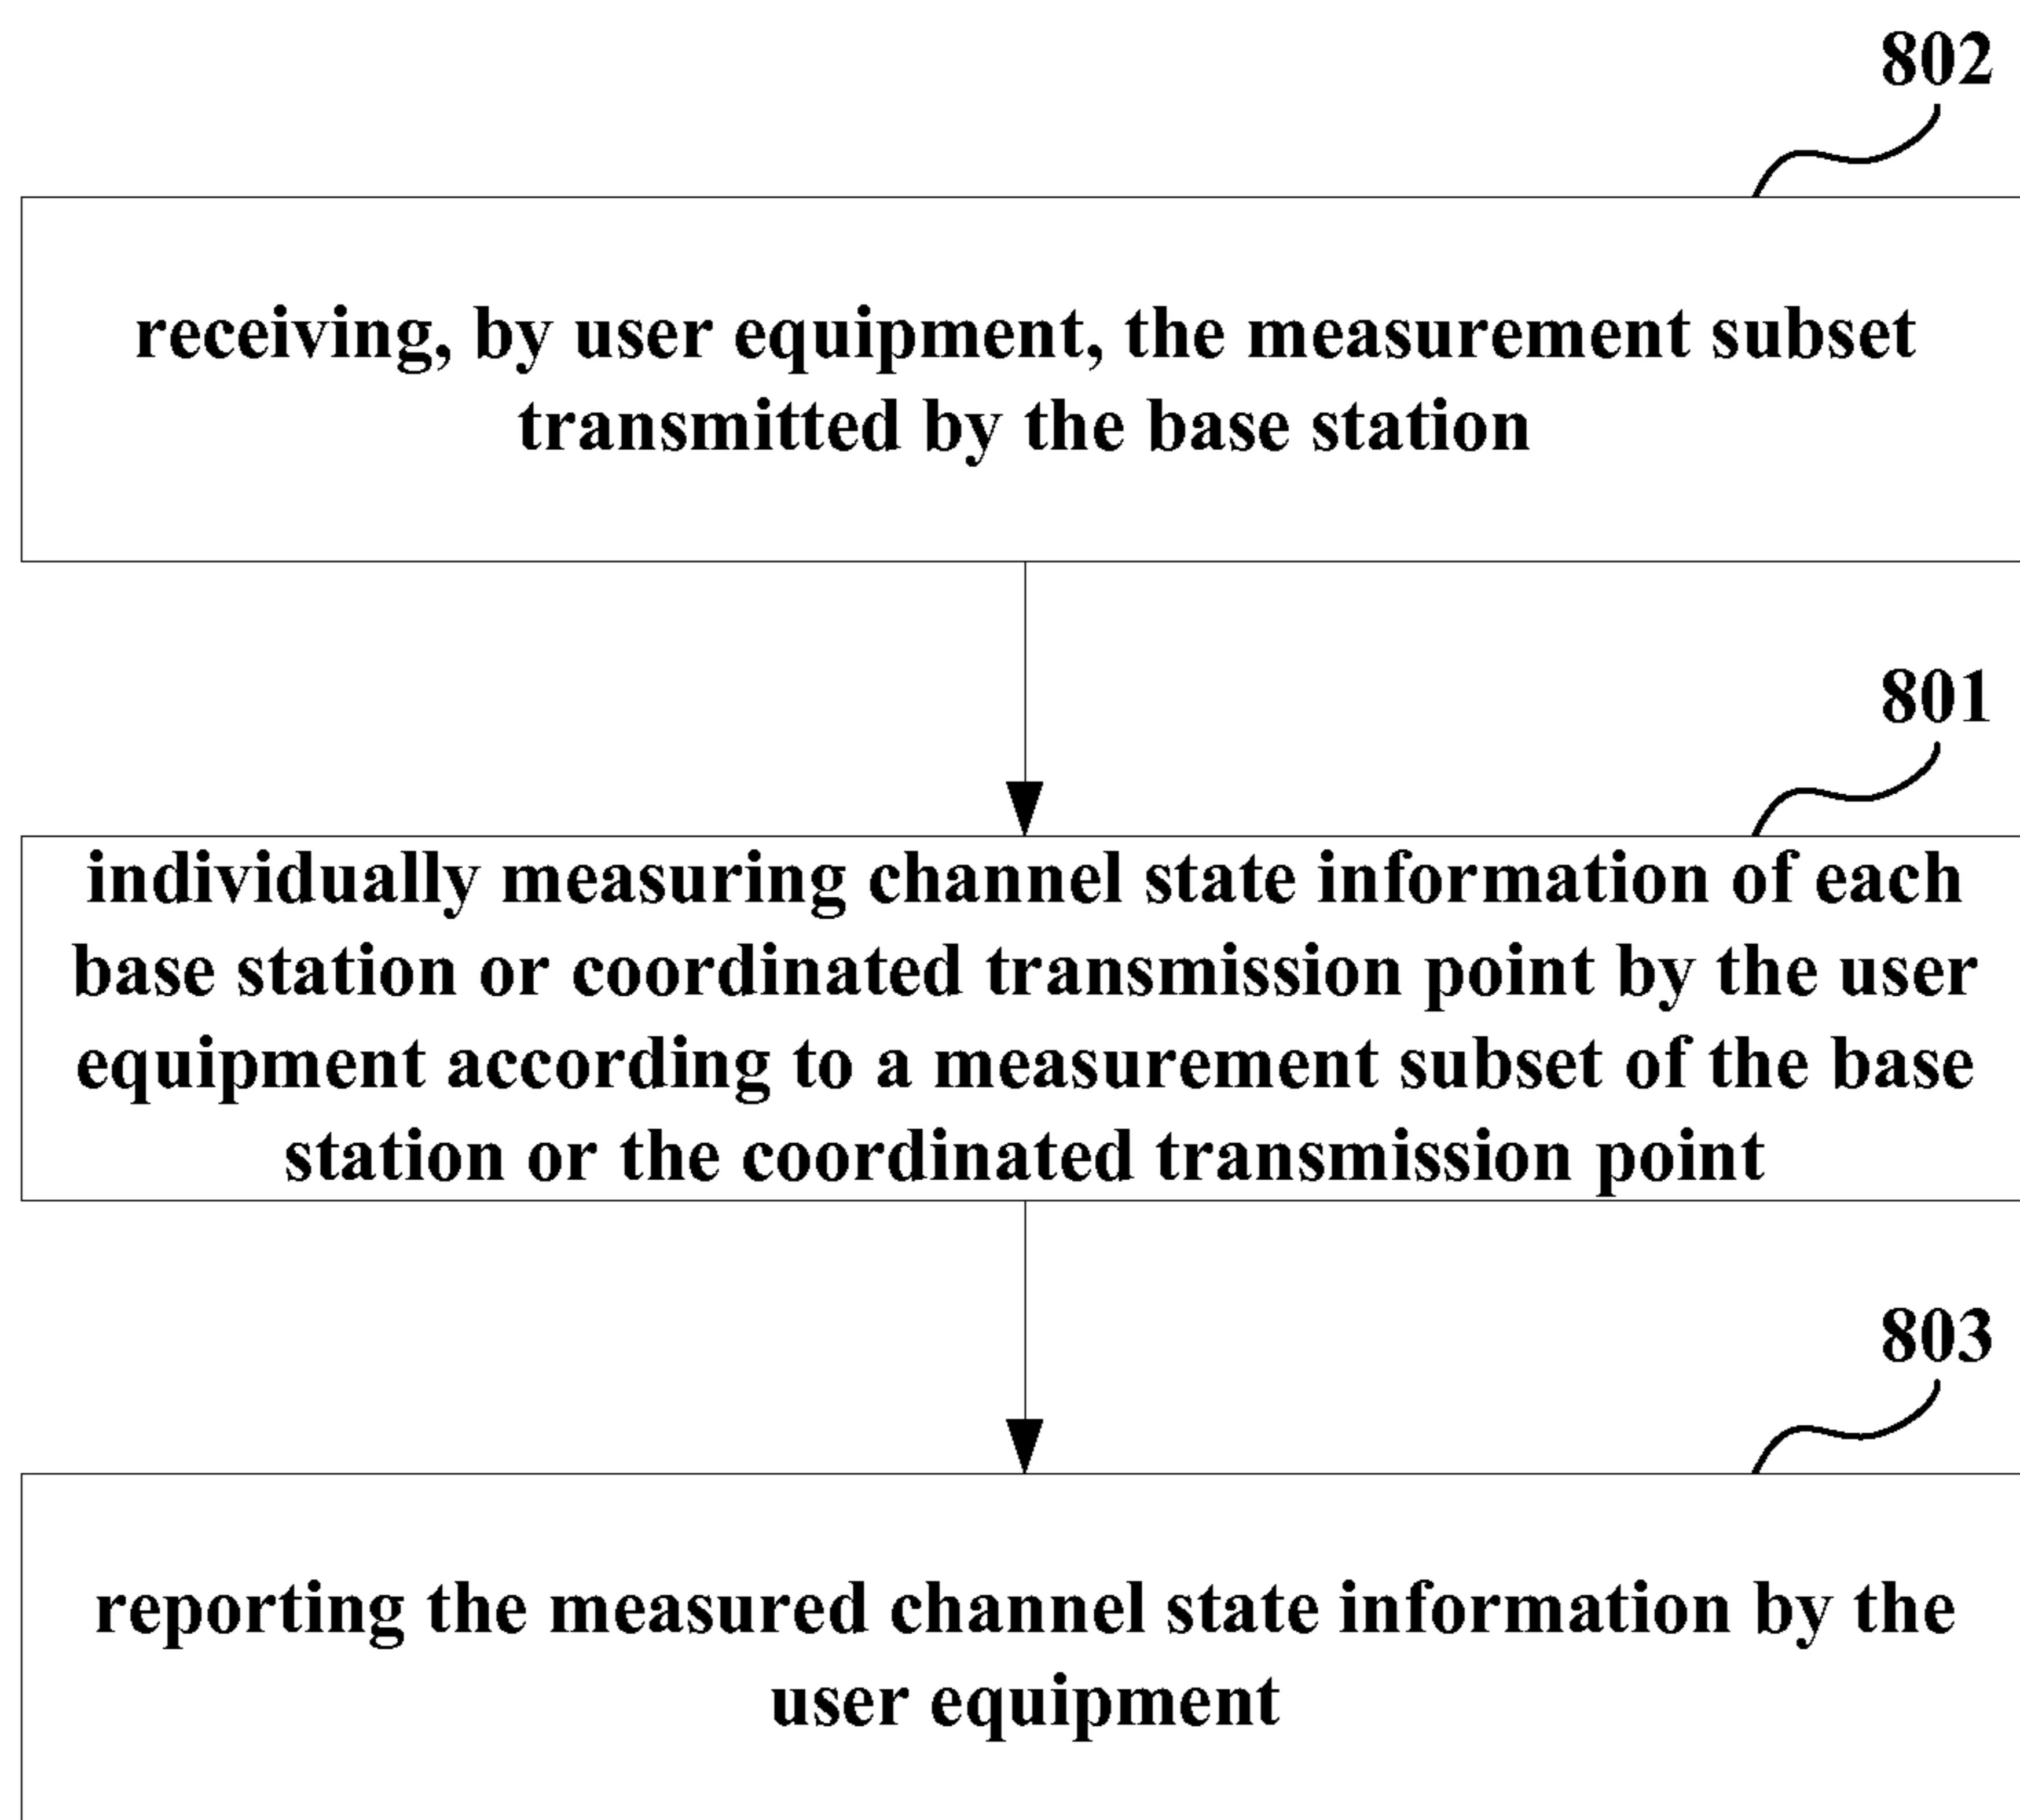 802
receiving, by user equipment, the measurement subset
transmitted by the base station
801
individually measuring channel state information of each
base station or coordinated transmission point by the user
equipment according to a measurement subset of the base
station or the coordinated transmission point
803
reporting the measured channel state information by the
user equipment